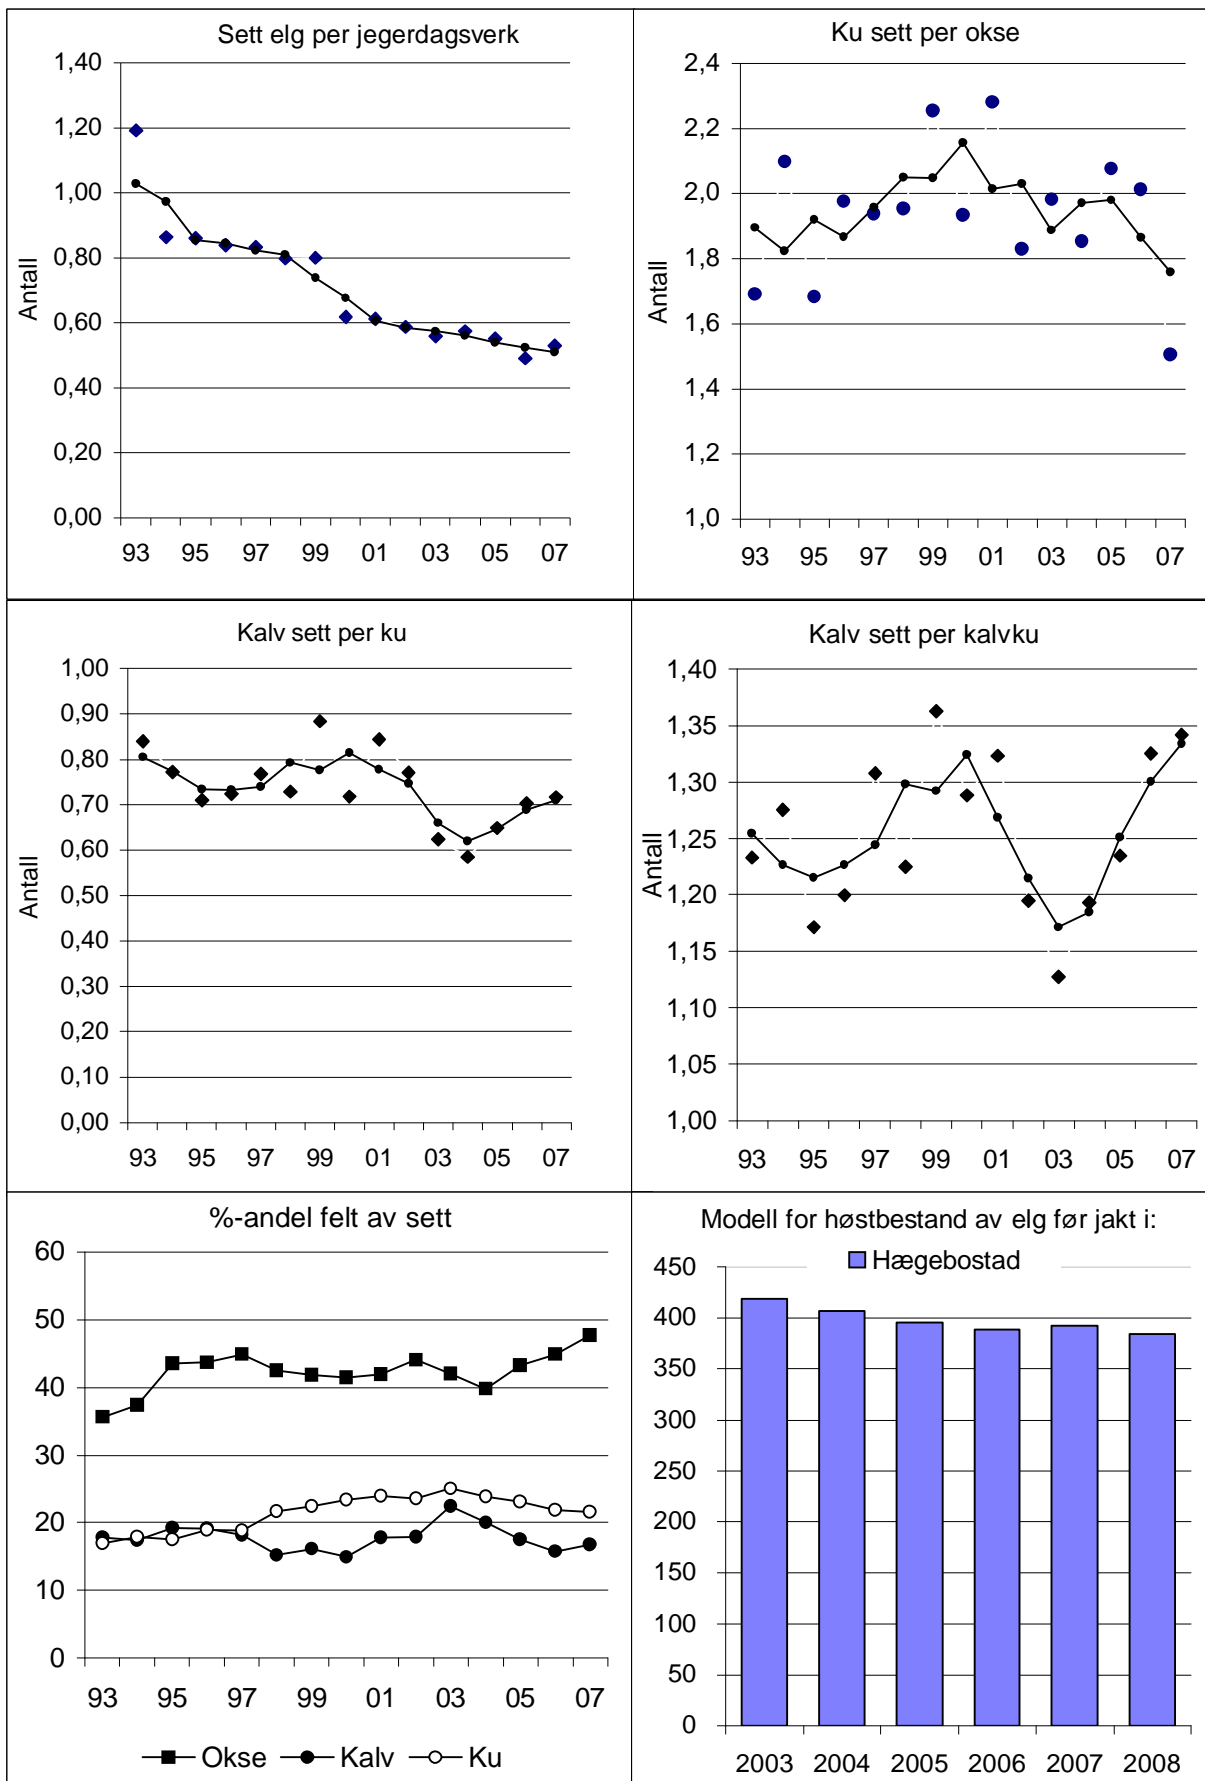 Sett elg per jegerdagsverk
1,40
1,20
1,00
0,80
0,60
0,40
0,20
0,00
Antall
93 95 97 99 01 03 05 07
Ku sett per okse
2,4
2,2
2,0
1,8
1,6
1,4
1,2
1,0
Antall
93 95 97 99 01 03 05 07
Kalv sett per ku
1,00
0,90
0,80
0,70
0,60
0,50
0,40
0,30
0,20
0,10
0,00
Antall
93 95 97 99 01 03 05 07
Kalv sett per kalvku
1,40
1,35
1,30
1,25
1,20
1,15
1,10
1,05
1,00
Antall
93 95 97 99 01 03 05 07
%-andel felt av sett
60
50
40
30
20
10
0
93 95 97 99 01 03 05 07
Okse Kalv Ku
Modell for høstbestand av elg før jakt i:
Hægebostad
450
400
350
300
250
200
150
100
50
0
2003 2004 2005 2006 2007 2008